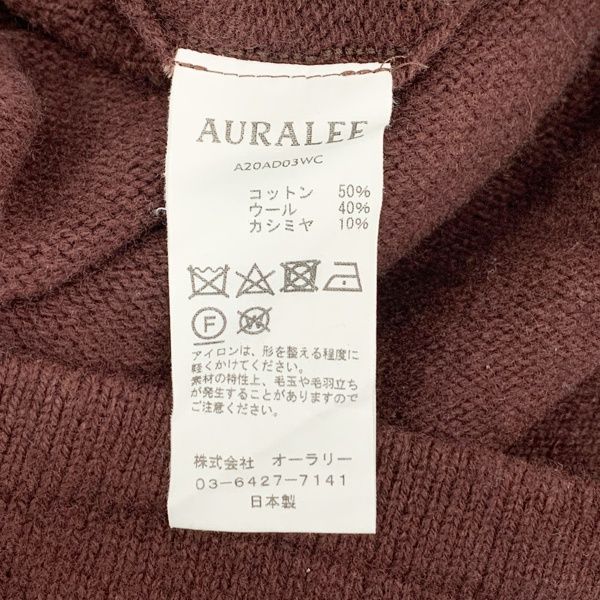 AURALEE
A20AD03WC
コットン 50%
ウール 40%
カシミヤ 10%
F W
アイロンは、形を整える程度に
軽くかけてください。
素材の特性上、毛玉や毛羽立ち
が発生することがありますので
ご注意ください。
株式会社 オーラリー
03-6427-7141
日本製